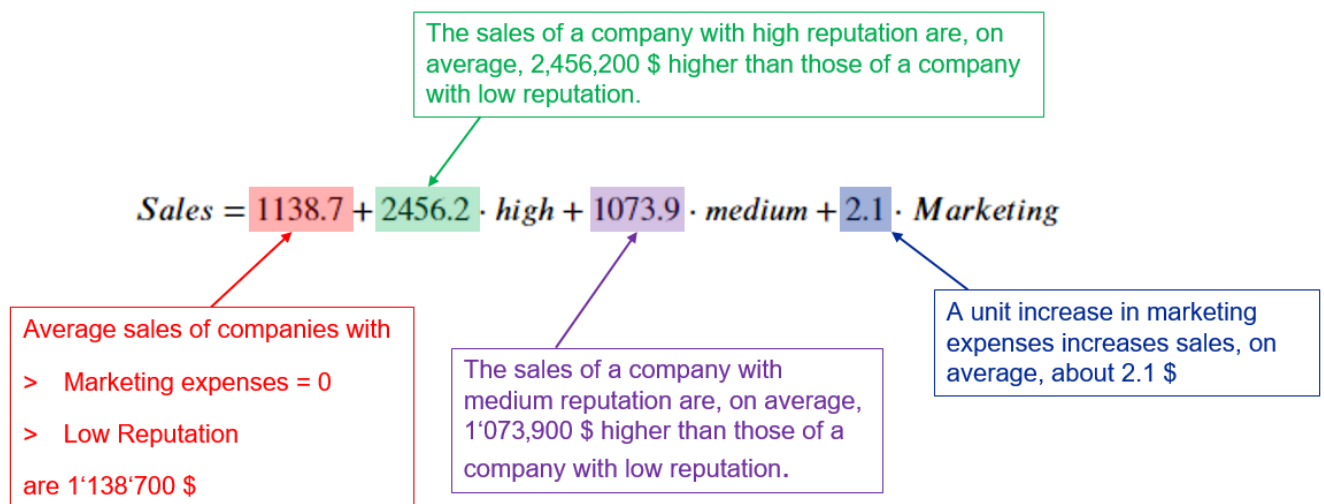 The sales of a company with high reputation are, on
average, 2,456,200 $ higher than those of a company
with low reputation.
Sales = 1138.7 + 2456.2 · high + 1073.9 · medium + 2.1 · Marketing
Average sales of companies with
> Marketing expenses = 0
> Low Reputation
are 1‘138‘700 $
The sales of a company with
medium reputation are, on average,
1‘073,900 $ higher than those of a
company with low reputation.
A unit increase in marketing
expenses increases sales, on
average, about 2.1 $